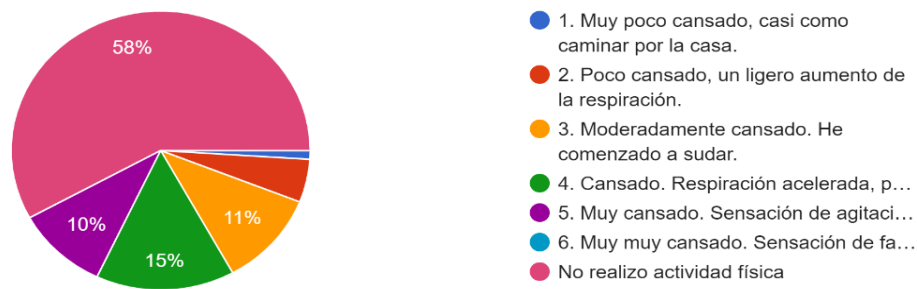 58%
10%
15%
11%
1. Muy poco cansado, casi como
caminar por la casa.
2. Poco cansado, un ligero aumento de
la respiración.
3. Moderadamente cansado. He
comenzado a sudar.
4. Cansado. Respiración acelerada, p…
5. Muy cansado. Sensación de agitaci…
6. Muy muy cansado. Sensación de fa…
No realizo actividad física